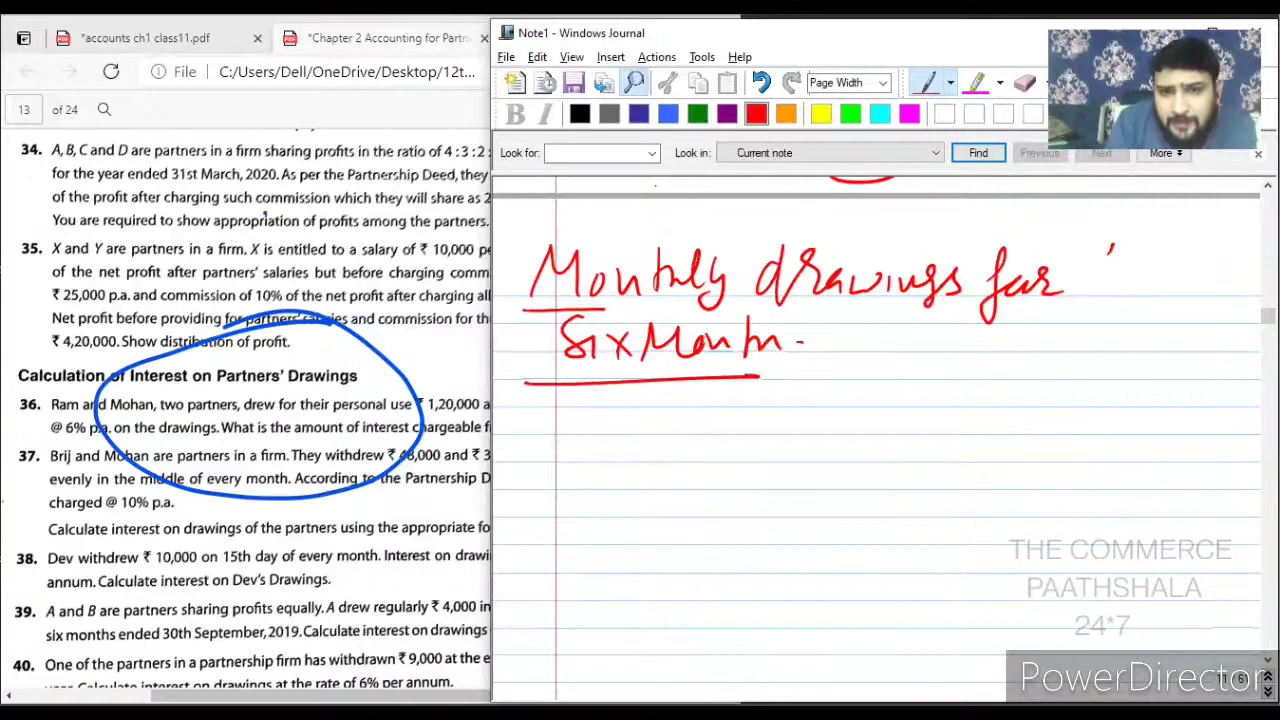 *accounts ch1 class11.pdf
*Chapter 2 Accounting for Partn
File C:/Users/Dell/OneDrive/Desktop/12t...
13 of 24
34. A, B, C and D are partners in a firm sharing profits in the ratio of 4 : 3 : 2 :
for the year ended 31st March, 2020. As per the Partnership Deed, they
of the profit after charging such commission which they will share as 2
You are required to show appropriation of profits among the partners.
35. X and Y are partners in a firm. X is entitled to a salary of ₹ 10,000 pe
of the net profit after partners' salaries but before charging comm
₹ 25,000 p.a. and commission of 10% of the net profit after charging all
Net profit before providing for partners' salaries and commission for the
₹ 4,20,000. Show distribution of profit.
Calculation of Interest on Partners' Drawings
36. Ram and Mohan, two partners, drew for their personal use ₹ 1,20,000 a
@ 6% p.a. on the drawings. What is the amount of interest chargeable fi
37. Brij and Mohan are partners in a firm. They withdrew ₹ 48,000 and ₹ 3
evenly in the middle of every month. According to the Partnership D
charged @ 10% p.a.
Calculate interest on drawings of the partners using the appropriate fo
38. Dev withdrew ₹ 10,000 on 15th day of every month. Interest on drawi
annum. Calculate interest on Dev's Drawings.
39. A and B are partners sharing profits equally. A drew regularly ₹ 4,000 in
six months ended 30th September, 2019. Calculate interest on drawings
40. One of the partners in a partnership firm has withdrawn ₹ 9,000 at the e
year. Calculate interest on drawings at the rate of 6% per annum.
Note1 - Windows Journal
File Edit View Insert Actions Tools Help
Page Width
B I
Look for: Look in: Current note Find Previous Next More
Monthly drawings for
Six Month -
THE COMMERCE
PAATHSHALA
24*7
PowerDirector